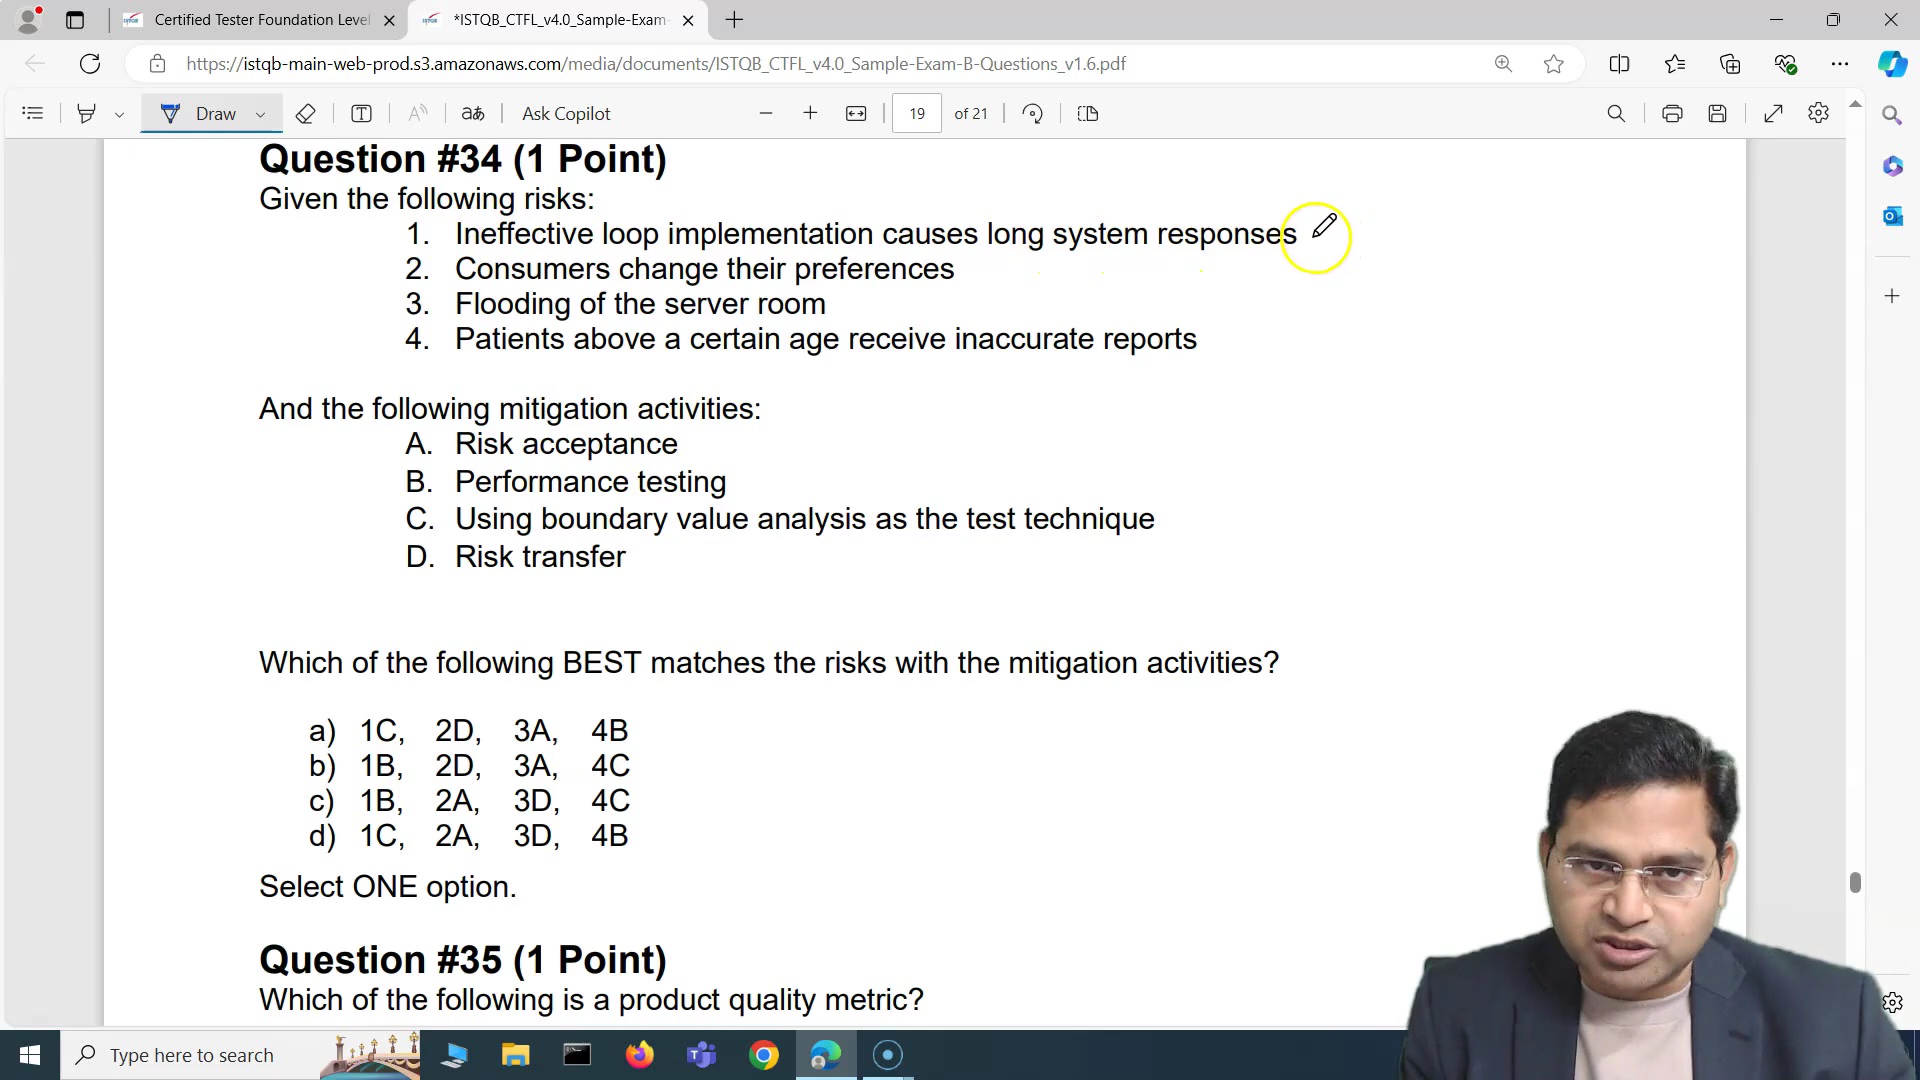 Certified Tester Foundation Level
*ISTQB_CTFL_v4.0_Sample-Exam-
https://istqb-main-web-prod.s3.amazonaws.com/media/documents/ISTQB_CTFL_v4.0_Sample-Exam-B-Questions_v1.6.pdf
Draw
aあ
Ask Copilot
19 of 21
Question #34 (1 Point)
Given the following risks:
1. Ineffective loop implementation causes long system responses
2. Consumers change their preferences
3. Flooding of the server room
4. Patients above a certain age receive inaccurate reports
And the following mitigation activities:
A. Risk acceptance
B. Performance testing
C. Using boundary value analysis as the test technique
D. Risk transfer
Which of the following BEST matches the risks with the mitigation activities?
a) 1C, 2D, 3A, 4B
b) 1B, 2D, 3A, 4C
c) 1B, 2A, 3D, 4C
d) 1C, 2A, 3D, 4B
Select ONE option.
Question #35 (1 Point)
Which of the following is a product quality metric?
Type here to search